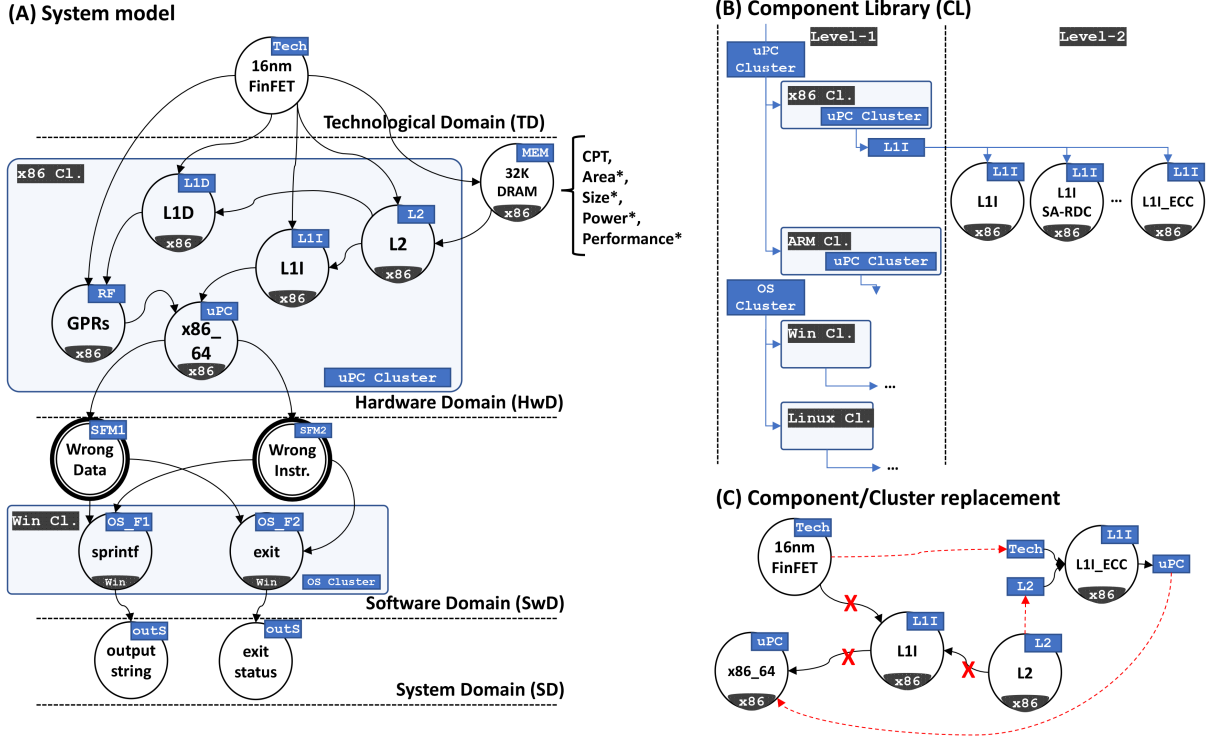 (A) System model
Tech
16nm
FinFET
Technological Domain (TD)
MEM
32K
DRAM
x86
CPT,
Area*,
Size*,
Power*,
Performance*
x86 Cl.
L1D
L1D
x86
L2
L2
x86
L1I
L1I
x86
RF
GPRs
x86
uPC
x86_
64
x86
uPC Cluster
Hardware Domain (HwD)
SFM1
Wrong
Data
SFM2
Wrong
Instr.
Win Cl.
OS_F1
sprintf
Win
OS_F2
exit
Win
OS Cluster
Software Domain (SwD)
outS
output
string
outS
exit
status
System Domain (SD)
(B) Component Library (CL)
Level-1
Level-2
uPC
Cluster
x86 Cl.
uPC Cluster
L1I
L1I
L1I
x86
L1I
L1I
SA-RDC
x86
...
L1I
L1I_ECC
x86
ARM Cl.
uPC Cluster
OS
Cluster
Win Cl.
...
Linux Cl.
...
(C) Component/Cluster replacement
Tech
16nm
FinFET
Tech
L2
L1I
L1I_ECC
x86
uPC
X
L1I
L1I
x86
X
X
uPC
x86_64
x86
L2
L2
x86